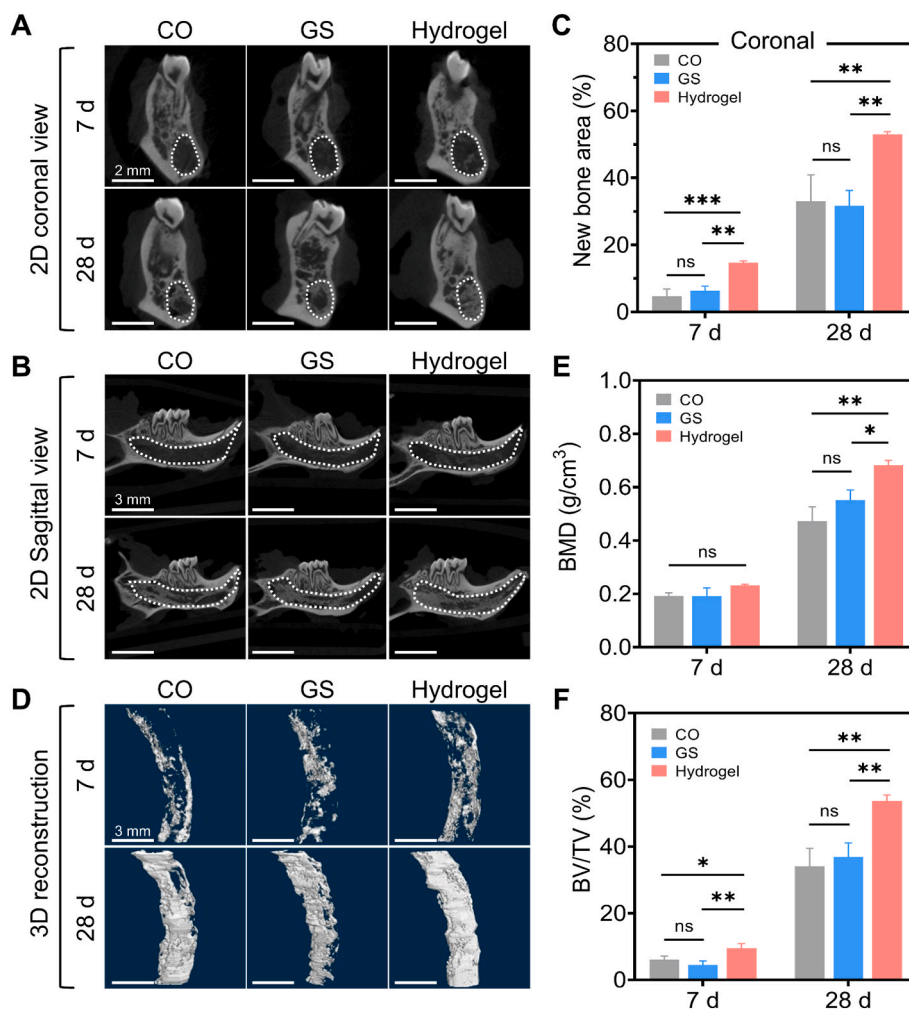 A
CO GS Hydrogel
2D coronal view
7 d
2 mm
28 d
B
CO GS Hydrogel
2D Sagittal view
7 d
3 mm
28 d
D
CO GS Hydrogel
3D reconstruction
7 d
3 mm
28 d
C
Coronal
New bone area (%)
80
60
40
20
0
CO
GS
Hydrogel
ns
**
***
ns
**
**
7 d 28 d
E
BMD (g/cm³)
1.0
0.8
0.6
0.4
0.2
0.0
CO
GS
Hydrogel
ns
ns
*
**
7 d 28 d
F
BV/TV (%)
80
60
40
20
0
CO
GS
Hydrogel
ns
**
*
ns
**
**
7 d 28 d